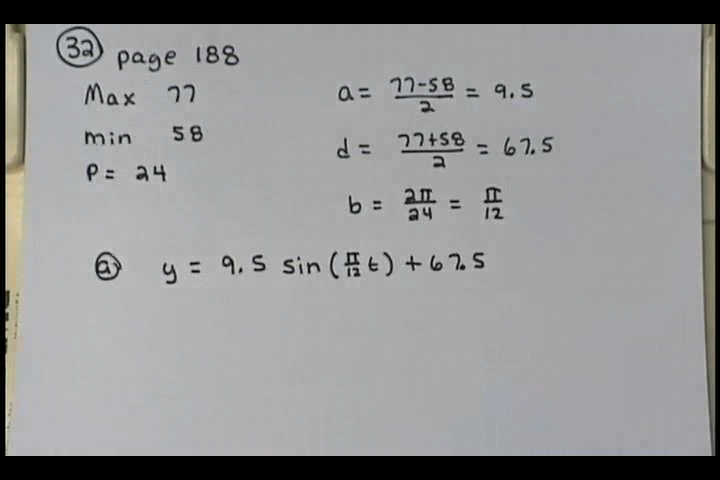 32 page 188
Max 77
min 58
P = 24
a = 77-58/2 = 9.5
d = 77+58/2 = 67.5
b = 2π/24 = π/12
a y = 9.5 sin(π/12 t) + 67.5